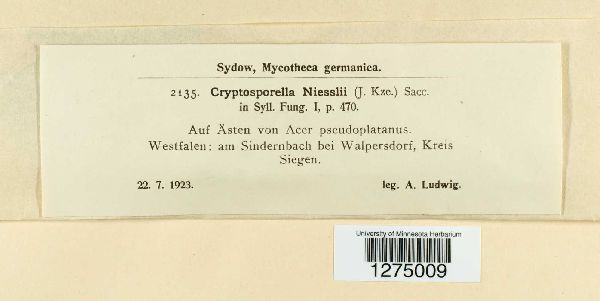 Sydow, Mycotheca germanica.
2135. Cryptosporella Niesslii (J. Kze.) Sacc.
in Syll. Fung. I, p. 470.
Auf Ästen von Acer pseudoplatanus.
Westfalen: am Sindernbach bei Walpersdorf, Kreis
Siegen.
22. 7. 1923. leg. A. Ludwig.
University of Minnesota Herbarium
1275009